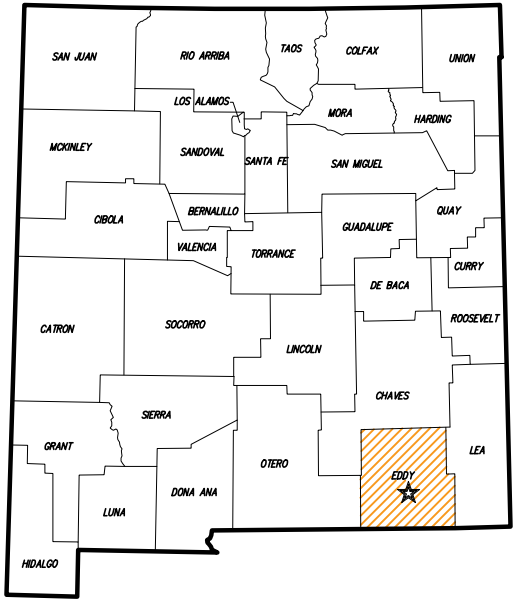 SAN JUAN
RIO ARRIBA
TAOS
COLFAX
UNION
LOS ALAMOS
MORA
HARDING
MCKINLEY
SANDOVAL
SANTA FE
SAN MIGUEL
CIBOLA
BERNALILLO
GUADALUPE
QUAY
VALENCIA
TORRANCE
CURRY
DE BACA
CATRON
SOCORRO
LINCOLN
ROOSEVELT
CHAVES
SIERRA
GRANT
OTERO
EDDY
LEA
LUNA
DONA ANA
HIDALGO